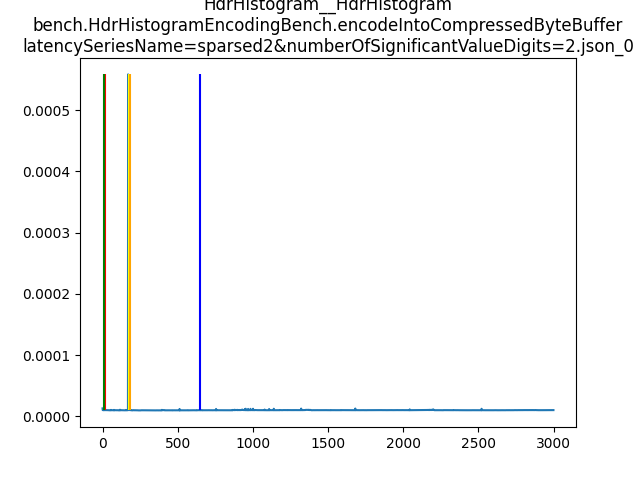 HdrHistogram__HdrHistogram
bench.HdrHistogramEncodingBench.encodeIntoCompressedByteBuffer
latencySeriesName=sparsed2&numberOfSignificantValueDigits=2.json_0
0.0005
0.0004
0.0003
0.0002
0.0001
0.0000
0 500 1000 1500 2000 2500 3000